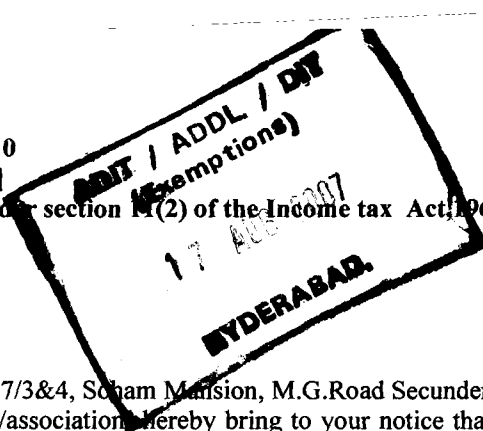 0
ADIT / ADDL / DIT
(Exemptions)
section 11(2) of the Income tax Act,
17 AUG 2007
HYDERABAD.
7/3&4, Soham Mansion, M.G.Road Secunder
/association hereby bring to your notice tha